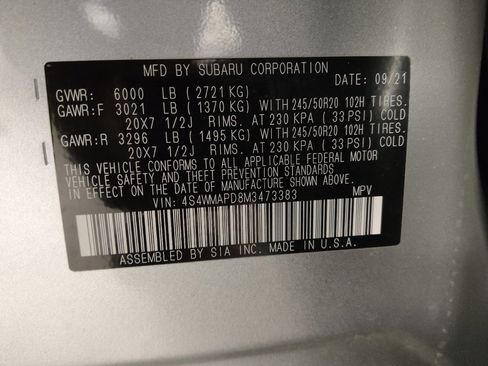 MFD BY SUBARU CORPORATION
DATE: 09/21
GVWR: 6000 LB ( 2721 KG)
GAWR:F 3021 LB ( 1370 KG) WITH 245/50R20 102H TIRES.
20X7 1/2J RIMS. AT 230 KPA ( 33 PSI) COLD
GAWR:R 3296 LB ( 1495 KG) WITH 245/50R20 102H TIRES.
20X7 1/2J RIMS. AT 230 KPA ( 33 PSI) COLD
THIS VEHICLE CONFORMS TO ALL APPLICABLE FEDERAL MOTOR
VEHICLE SAFETY AND THEFT PREVENTION STANDARDS
IN EFFECT ON THE DATE OF MANUFACTURE SHOWN ABOVE.
VIN: 4S4WMAPD8M3473383 MPV
ASSEMBLED BY SIA INC. MADE IN U.S.A.